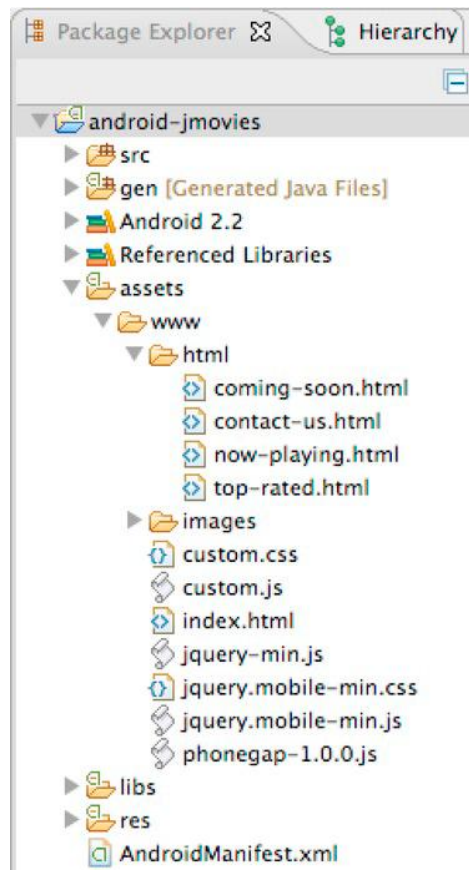 Package Explorer Hierarchy
android-jmovies
src
gen [Generated Java Files]
Android 2.2
Referenced Libraries
assets
www
html
coming-soon.html
contact-us.html
now-playing.html
top-rated.html
images
custom.css
custom.js
index.html
jquery-min.js
jquery.mobile-min.css
jquery.mobile-min.js
phonegap-1.0.0.js
libs
res
AndroidManifest.xml